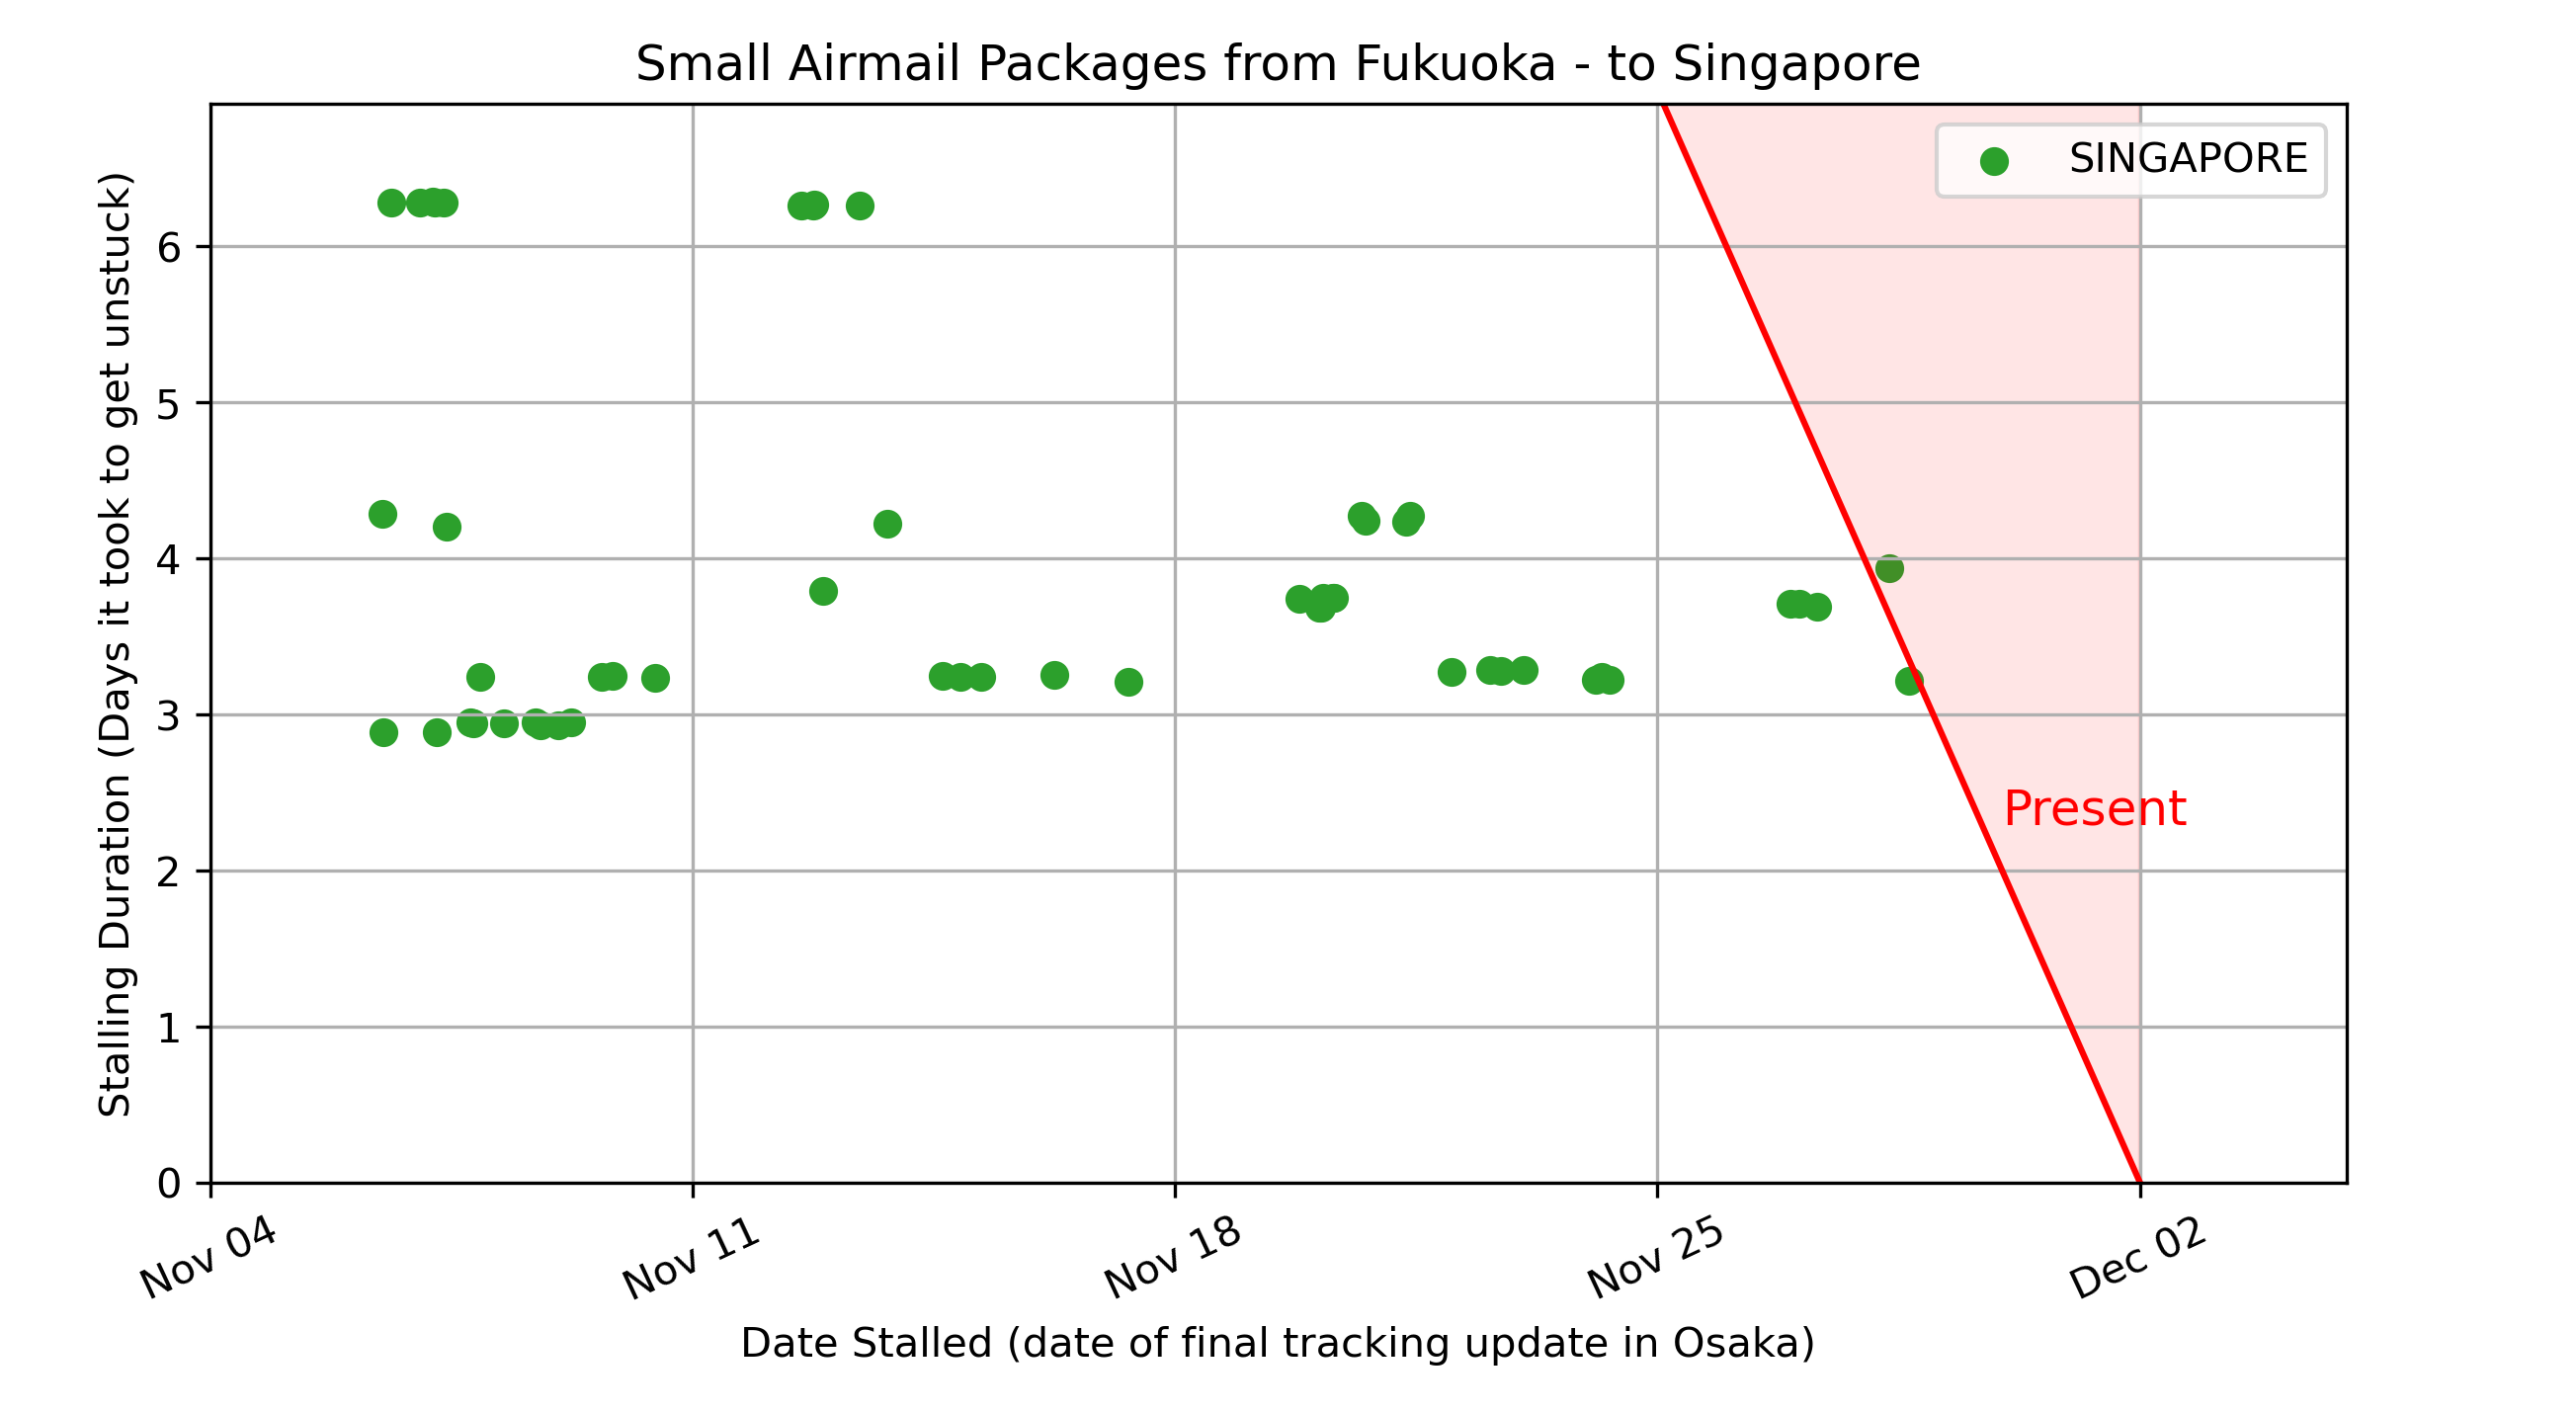 Small Airmail Packages from Fukuoka - to Singapore
SINGAPORE
Stalling Duration (Days it took to get unstuck)
6
5
4
3
2
1
0
Present
Nov 04
Nov 11
Nov 18
Nov 25
Dec 02
Date Stalled (date of final tracking update in Osaka)